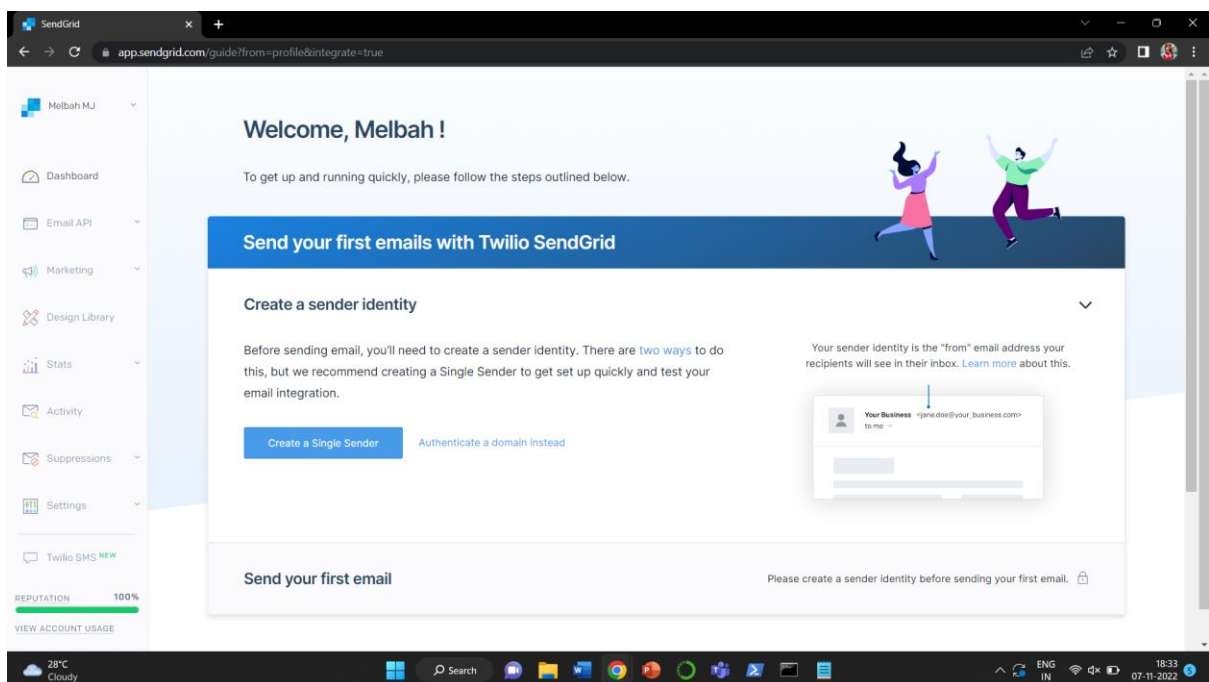 SendGrid
app.sendgrid.com/guide?from=profile&integrate=true
Melbah MJ
Dashboard
Email API
Marketing
Design Library
Stats
Activity
Suppressions
Settings
Twilio SMS NEW
REPUTATION 100%
VIEW ACCOUNT USAGE
Welcome, Melbah !
To get up and running quickly, please follow the steps outlined below.
Send your first emails with Twilio SendGrid
Create a sender identity
Before sending email, you'll need to create a sender identity. There are two ways to do
this, but we recommend creating a Single Sender to get set up quickly and test your
email integration.
Create a Single Sender Authenticate a domain instead
Your sender identity is the "from" email address your
recipients will see in their inbox. Learn more about this.
Your Business <jane.doe@your_business.com>
to me
Send your first email
Please create a sender identity before sending your first email.
28°C
Cloudy
Search
ENG
IN
18:33
07-11-2022
5